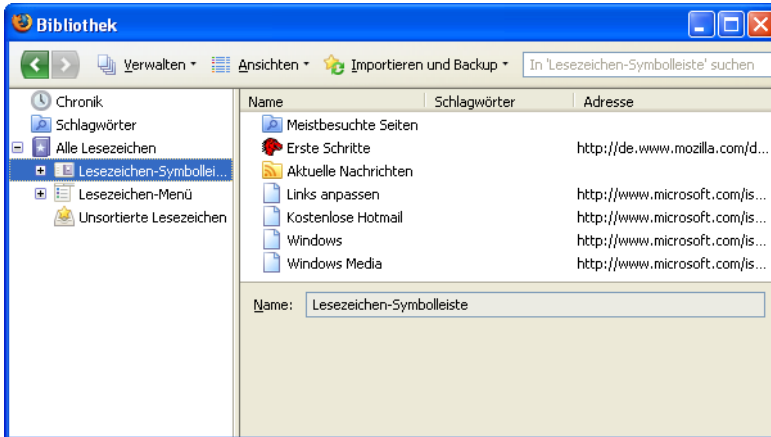 Bibliothek
Verwalten Ansichten Importieren und Backup In 'Lesezeichen-Symbolleiste' suchen
Chronik
Schlagwörter
Alle Lesezeichen
Lesezeichen-Symbollei...
Lesezeichen-Menü
Unsortierte Lesezeichen
Name Schlagwörter Adresse
Meistbesuchte Seiten
Erste Schritte http://de.www.mozilla.com/d...
Aktuelle Nachrichten
Links anpassen http://www.microsoft.com/is...
Kostenlose Hotmail http://www.microsoft.com/is...
Windows http://www.microsoft.com/is...
Windows Media http://www.microsoft.com/is...
Name: Lesezeichen-Symbolleiste